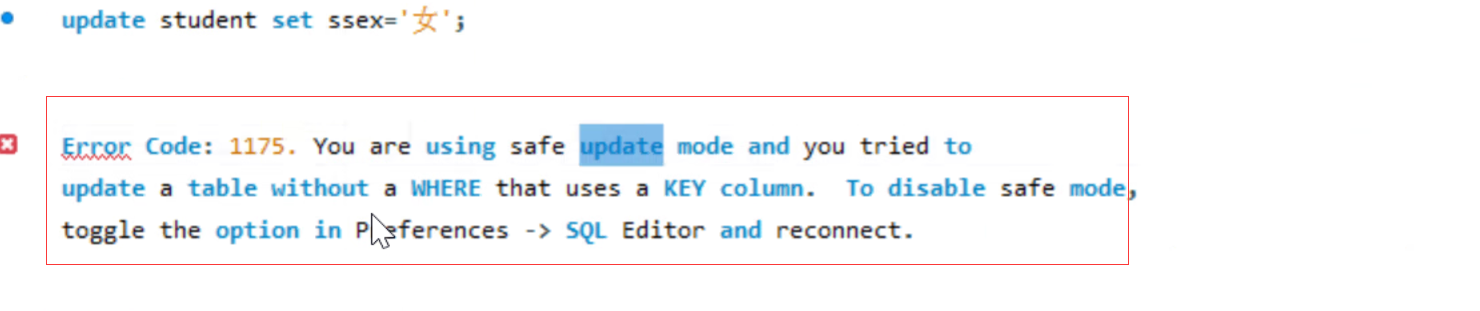 update student set ssex='女';
Error Code: 1175. You are using safe update mode and you tried to
update a table without a WHERE that uses a KEY column.  To disable safe mode,
toggle the option in Preferences -> SQL Editor and reconnect.